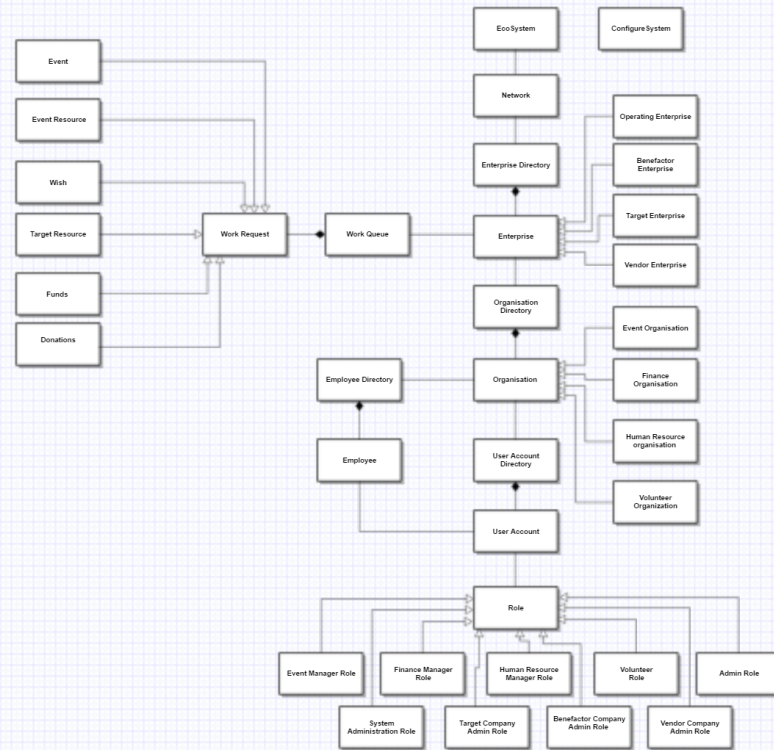 EcoSystem
ConfigureSystem
Event
Network
Event Resource
Operating Enterprise
Enterprise Directory
Benefactor
Enterprise
Wish
Target Resource
Work Request
Work Queue
Enterprise
Target Enterprise
Vendor Enterprise
Funds
Organisation
Directory
Donations
Event Organisation
Employee Directory
Organisation
Finance
Organisation
Employee
User Account
Directory
Human Resource
organisation
Volunteer
Organization
User Account
Role
Event Manager Role
Finance Manager
Role
Human Resource
Manager Role
Volunteer
Role
Admin Role
System
Administration Role
Target Company
Admin Role
Benefactor Company
Admin Role
Vendor Company
Admin Role